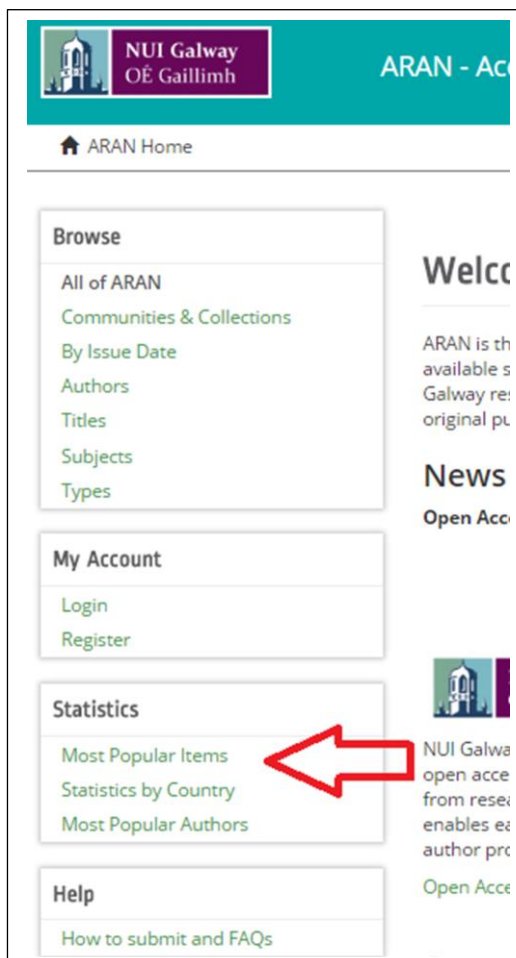 NUI Galway
OÉ Gaillimh
ARAN - Acc
ARAN Home
Browse
All of ARAN
Communities & Collections
By Issue Date
Authors
Titles
Subjects
Types
My Account
Login
Register
Statistics
Most Popular Items
Statistics by Country
Most Popular Authors
Help
How to submit and FAQs
Welco
ARAN is th
available s
Galway res
original pu
News
Open Acce
NUI Galwa
open acce
from resea
enables ea
author pro
Open Acce